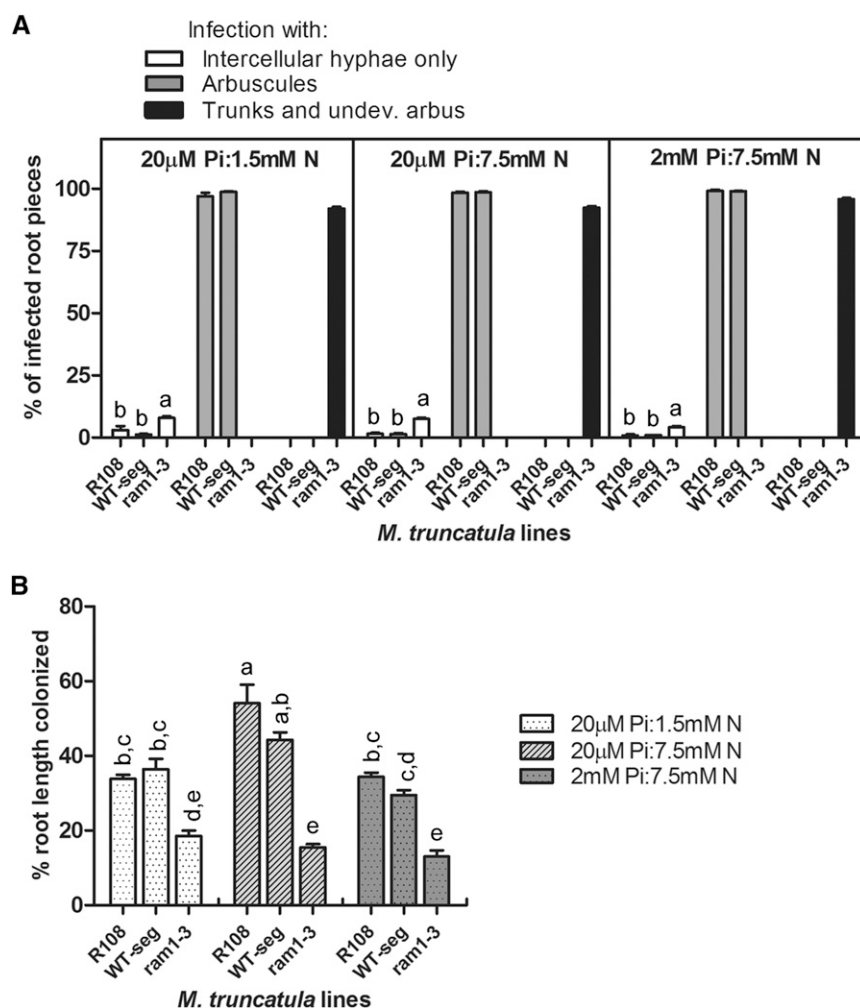 A
Infection with:
Intercellular hyphae only
Arbuscules
Trunks and undev. arbus
20μM Pi:1.5mM N 20μM Pi:7.5mM N 2mM Pi:7.5mM N
% of infected root pieces
100
75
50
25
0
b b a b b a b b a
R108 WT-seg ram1-3 R108 WT-seg ram1-3 R108 WT-seg ram1-3 R108 WT-seg ram1-3 R108 WT-seg ram1-3 R108 WT-seg ram1-3 R108 WT-seg ram1-3 R108 WT-seg ram1-3 R108 WT-seg ram1-3
M. truncatula lines
B
% root length colonized
80
60
40
20
0
b,c b,c d,e a a,b e b,c c,d e
20μM Pi:1.5mM N
20μM Pi:7.5mM N
2mM Pi:7.5mM N
R108 WT-seg ram1-3 R108 WT-seg ram1-3 R108 WT-seg ram1-3
M. truncatula lines